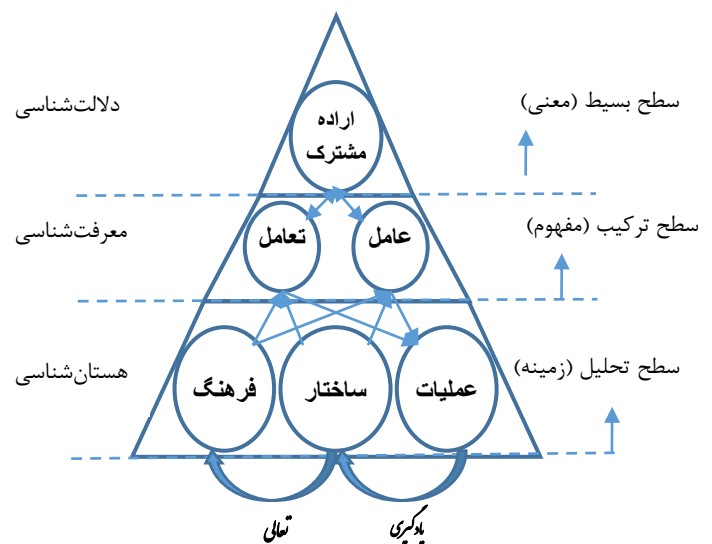 سطح بسیط (معنی)
اراده
مشترک
دلالت‌شناسی
سطح ترکیب (مفهوم)
عامل
تعامل
معرفت‌شناسی
سطح تحلیل (زمینه)
عملیات
ساختار
فرهنگ
هستان‌شناسی
یادگیری
تعالی